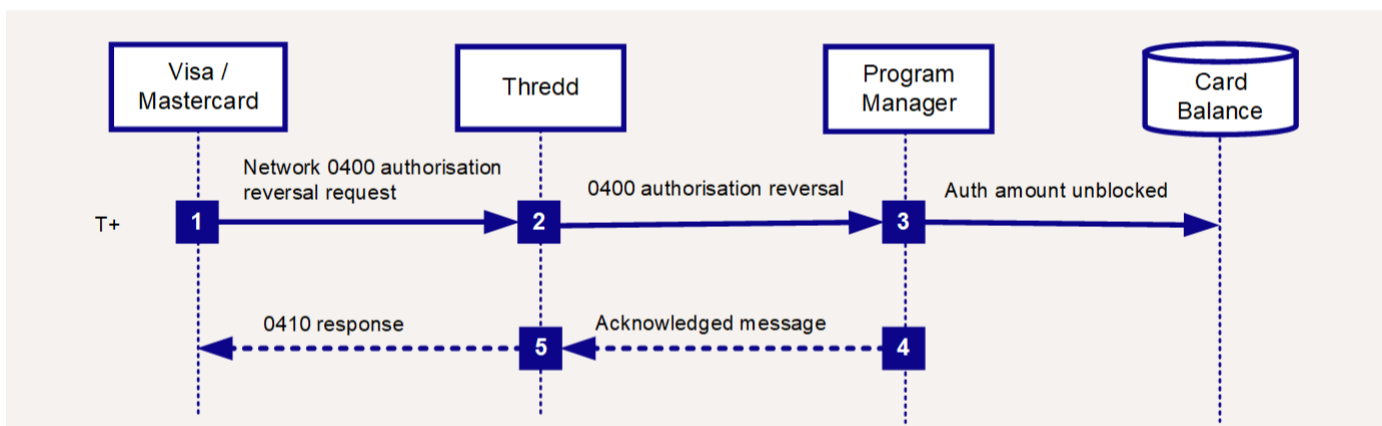 Visa /
Mastercard
Thredd
Program
Manager
Card
Balance
Network 0400 authorisation
reversal request
0400 authorisation reversal
Auth amount unblocked
T+
1
2
3
0410 response
Acknowledged message
5
4